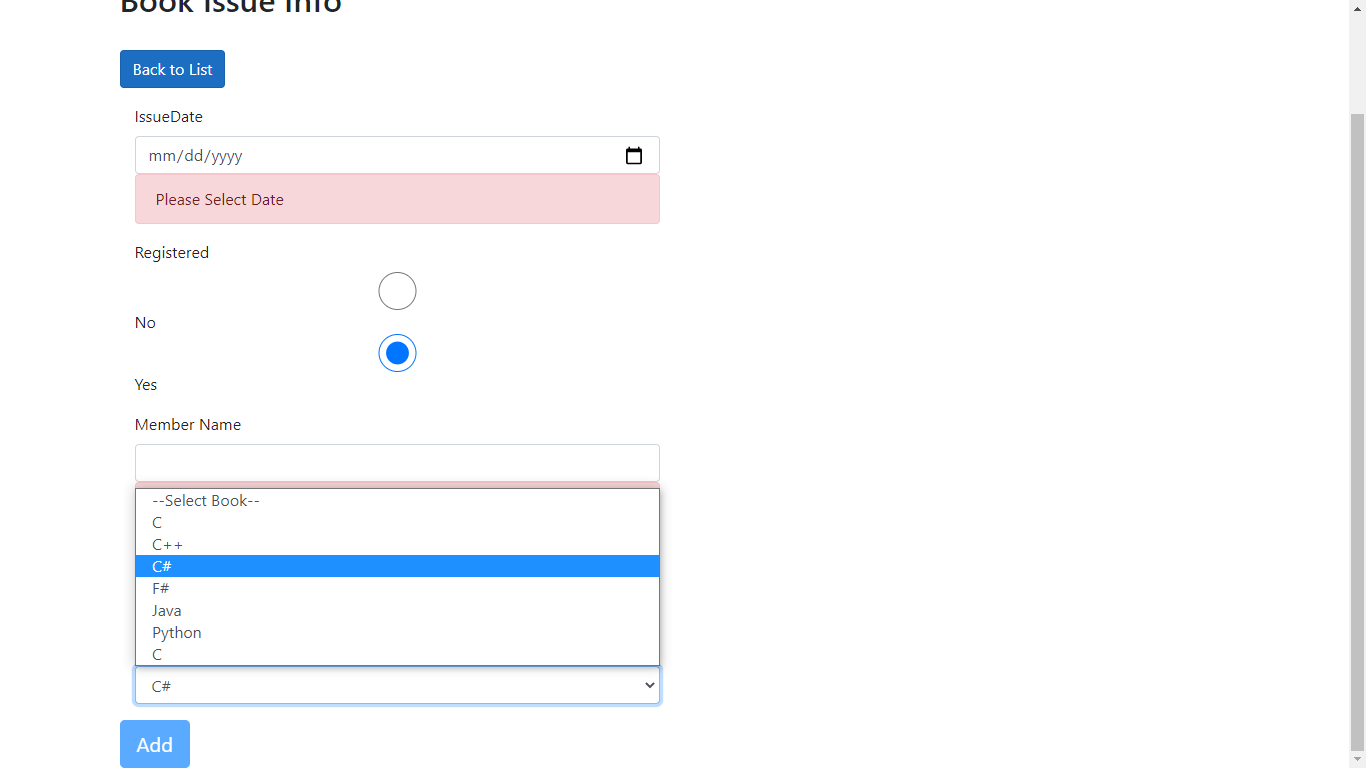 Book Issue Info
Back to List
IssueDate
mm/dd/yyyy
Please Select Date
Registered
No
Yes
Member Name
--Select Book--
C
C++
C#
F#
Java
Python
C
C#
Add